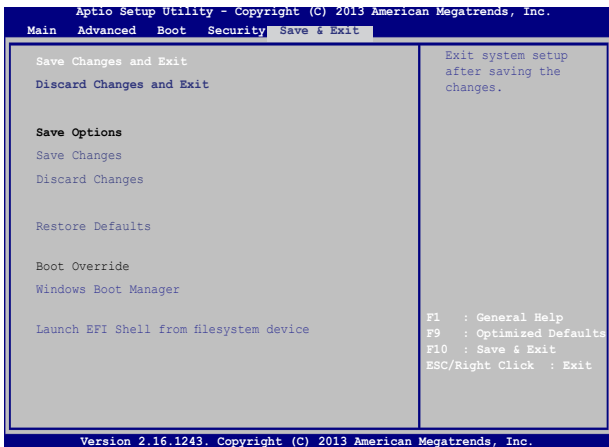 Aptio Setup Utility - Copyright (C) 2013 American Megatrends, Inc.
Main Advanced Boot Security Save & Exit
Save Changes and Exit
Discard Changes and Exit
Save Options
Save Changes
Discard Changes
Restore Defaults
Boot Override
Windows Boot Manager
Launch EFI Shell from filesystem device
Exit system setup
after saving the
changes.
F1 : General Help
F9 : Optimized Defaults
F10 : Save & Exit
ESC/Right Click : Exit
Version 2.16.1243. Copyright (C) 2013 American Megatrends, Inc.